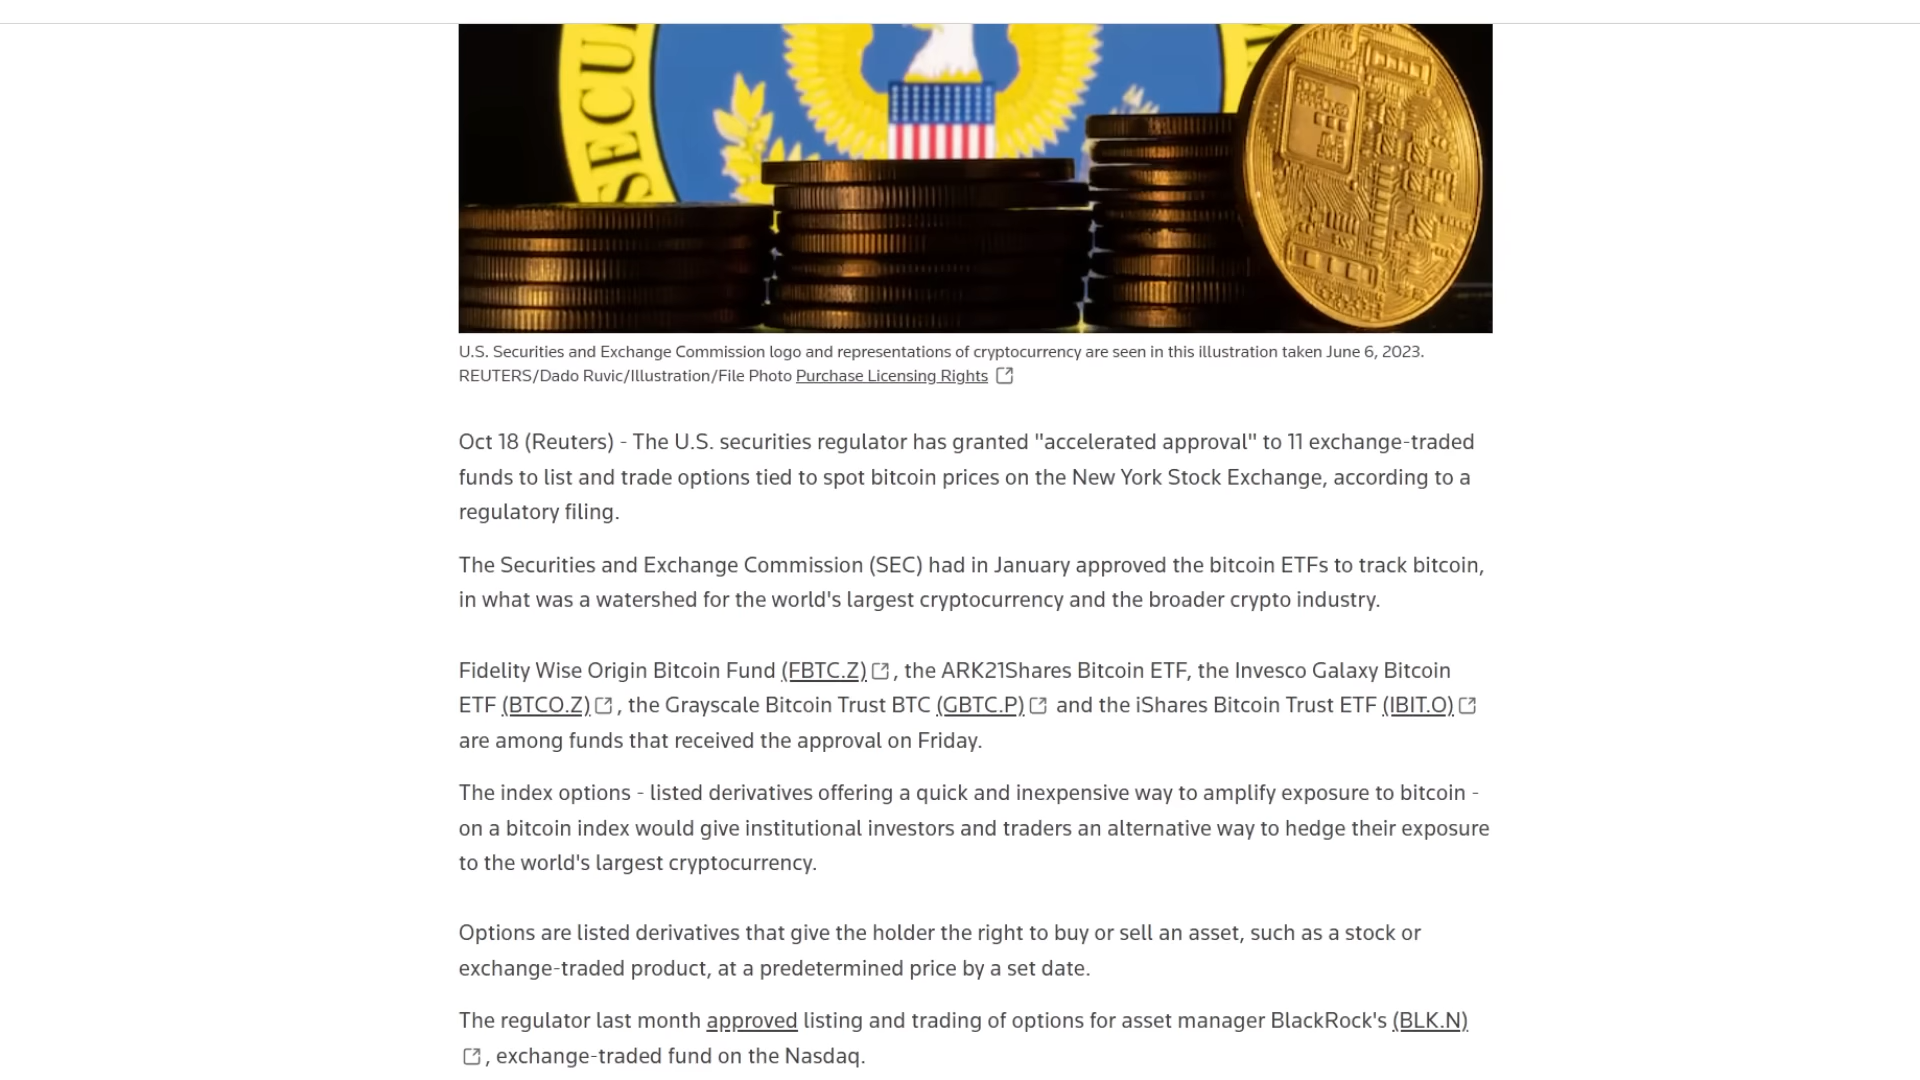 SECU
U.S. Securities and Exchange Commission logo and representations of cryptocurrency are seen in this illustration taken June 6, 2023.
REUTERS/Dado Ruvic/Illustration/File Photo Purchase Licensing Rights
Oct 18 (Reuters) - The U.S. securities regulator has granted "accelerated approval" to 11 exchange-traded
funds to list and trade options tied to spot bitcoin prices on the New York Stock Exchange, according to a
regulatory filing.
The Securities and Exchange Commission (SEC) had in January approved the bitcoin ETFs to track bitcoin,
in what was a watershed for the world's largest cryptocurrency and the broader crypto industry.
Fidelity Wise Origin Bitcoin Fund (FBTC.Z), the ARK21Shares Bitcoin ETF, the Invesco Galaxy Bitcoin
ETF (BTCO.Z), the Grayscale Bitcoin Trust BTC (GBTC.P) and the iShares Bitcoin Trust ETF (IBIT.O)
are among funds that received the approval on Friday.
The index options - listed derivatives offering a quick and inexpensive way to amplify exposure to bitcoin -
on a bitcoin index would give institutional investors and traders an alternative way to hedge their exposure
to the world's largest cryptocurrency.
Options are listed derivatives that give the holder the right to buy or sell an asset, such as a stock or
exchange-traded product, at a predetermined price by a set date.
The regulator last month approved listing and trading of options for asset manager BlackRock's (BLK.N)
, exchange-traded fund on the Nasdaq.